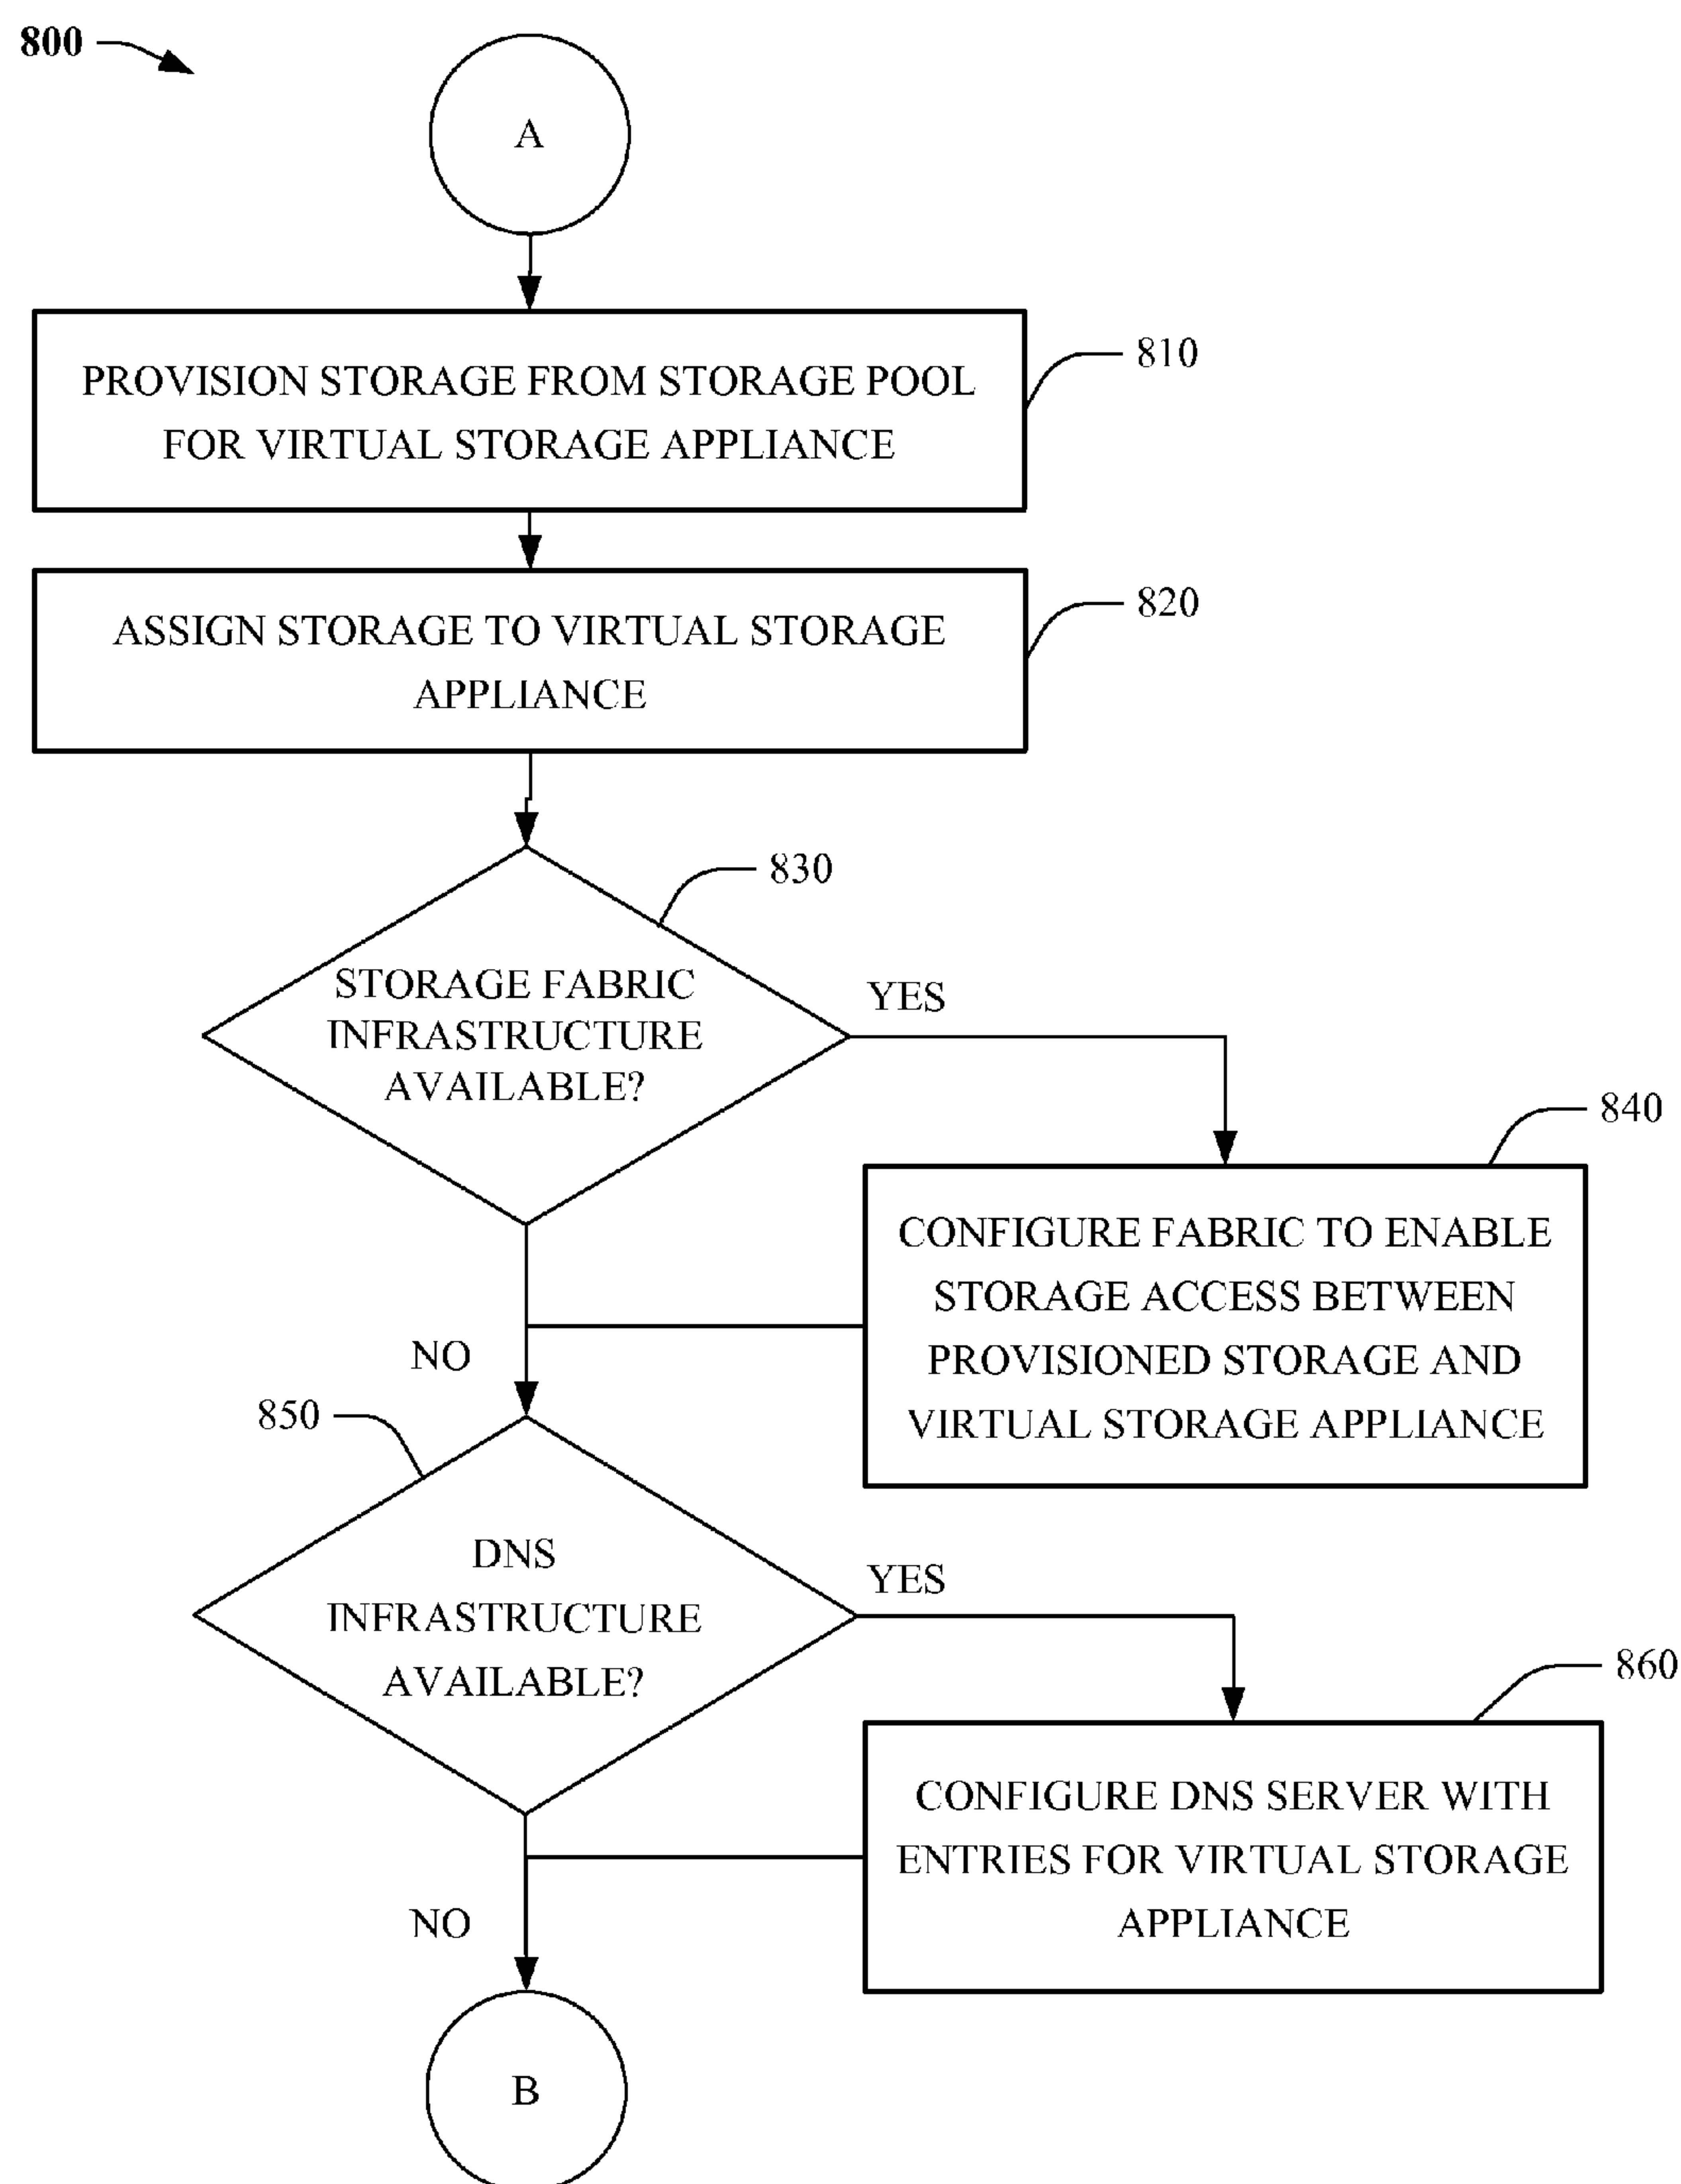 800
A
PROVISION STORAGE FROM STORAGE POOL
FOR VIRTUAL STORAGE APPLIANCE
810
ASSIGN STORAGE TO VIRTUAL STORAGE
APPLIANCE
820
830
STORAGE FABRIC
INFRASTRUCTURE
AVAILABLE?
YES
840
CONFIGURE FABRIC TO ENABLE
STORAGE ACCESS BETWEEN
PROVISIONED STORAGE AND
VIRTUAL STORAGE APPLIANCE
NO
850
DNS
INFRASTRUCTURE
AVAILABLE?
YES
860
CONFIGURE DNS SERVER WITH
ENTRIES FOR VIRTUAL STORAGE
APPLIANCE
NO
B